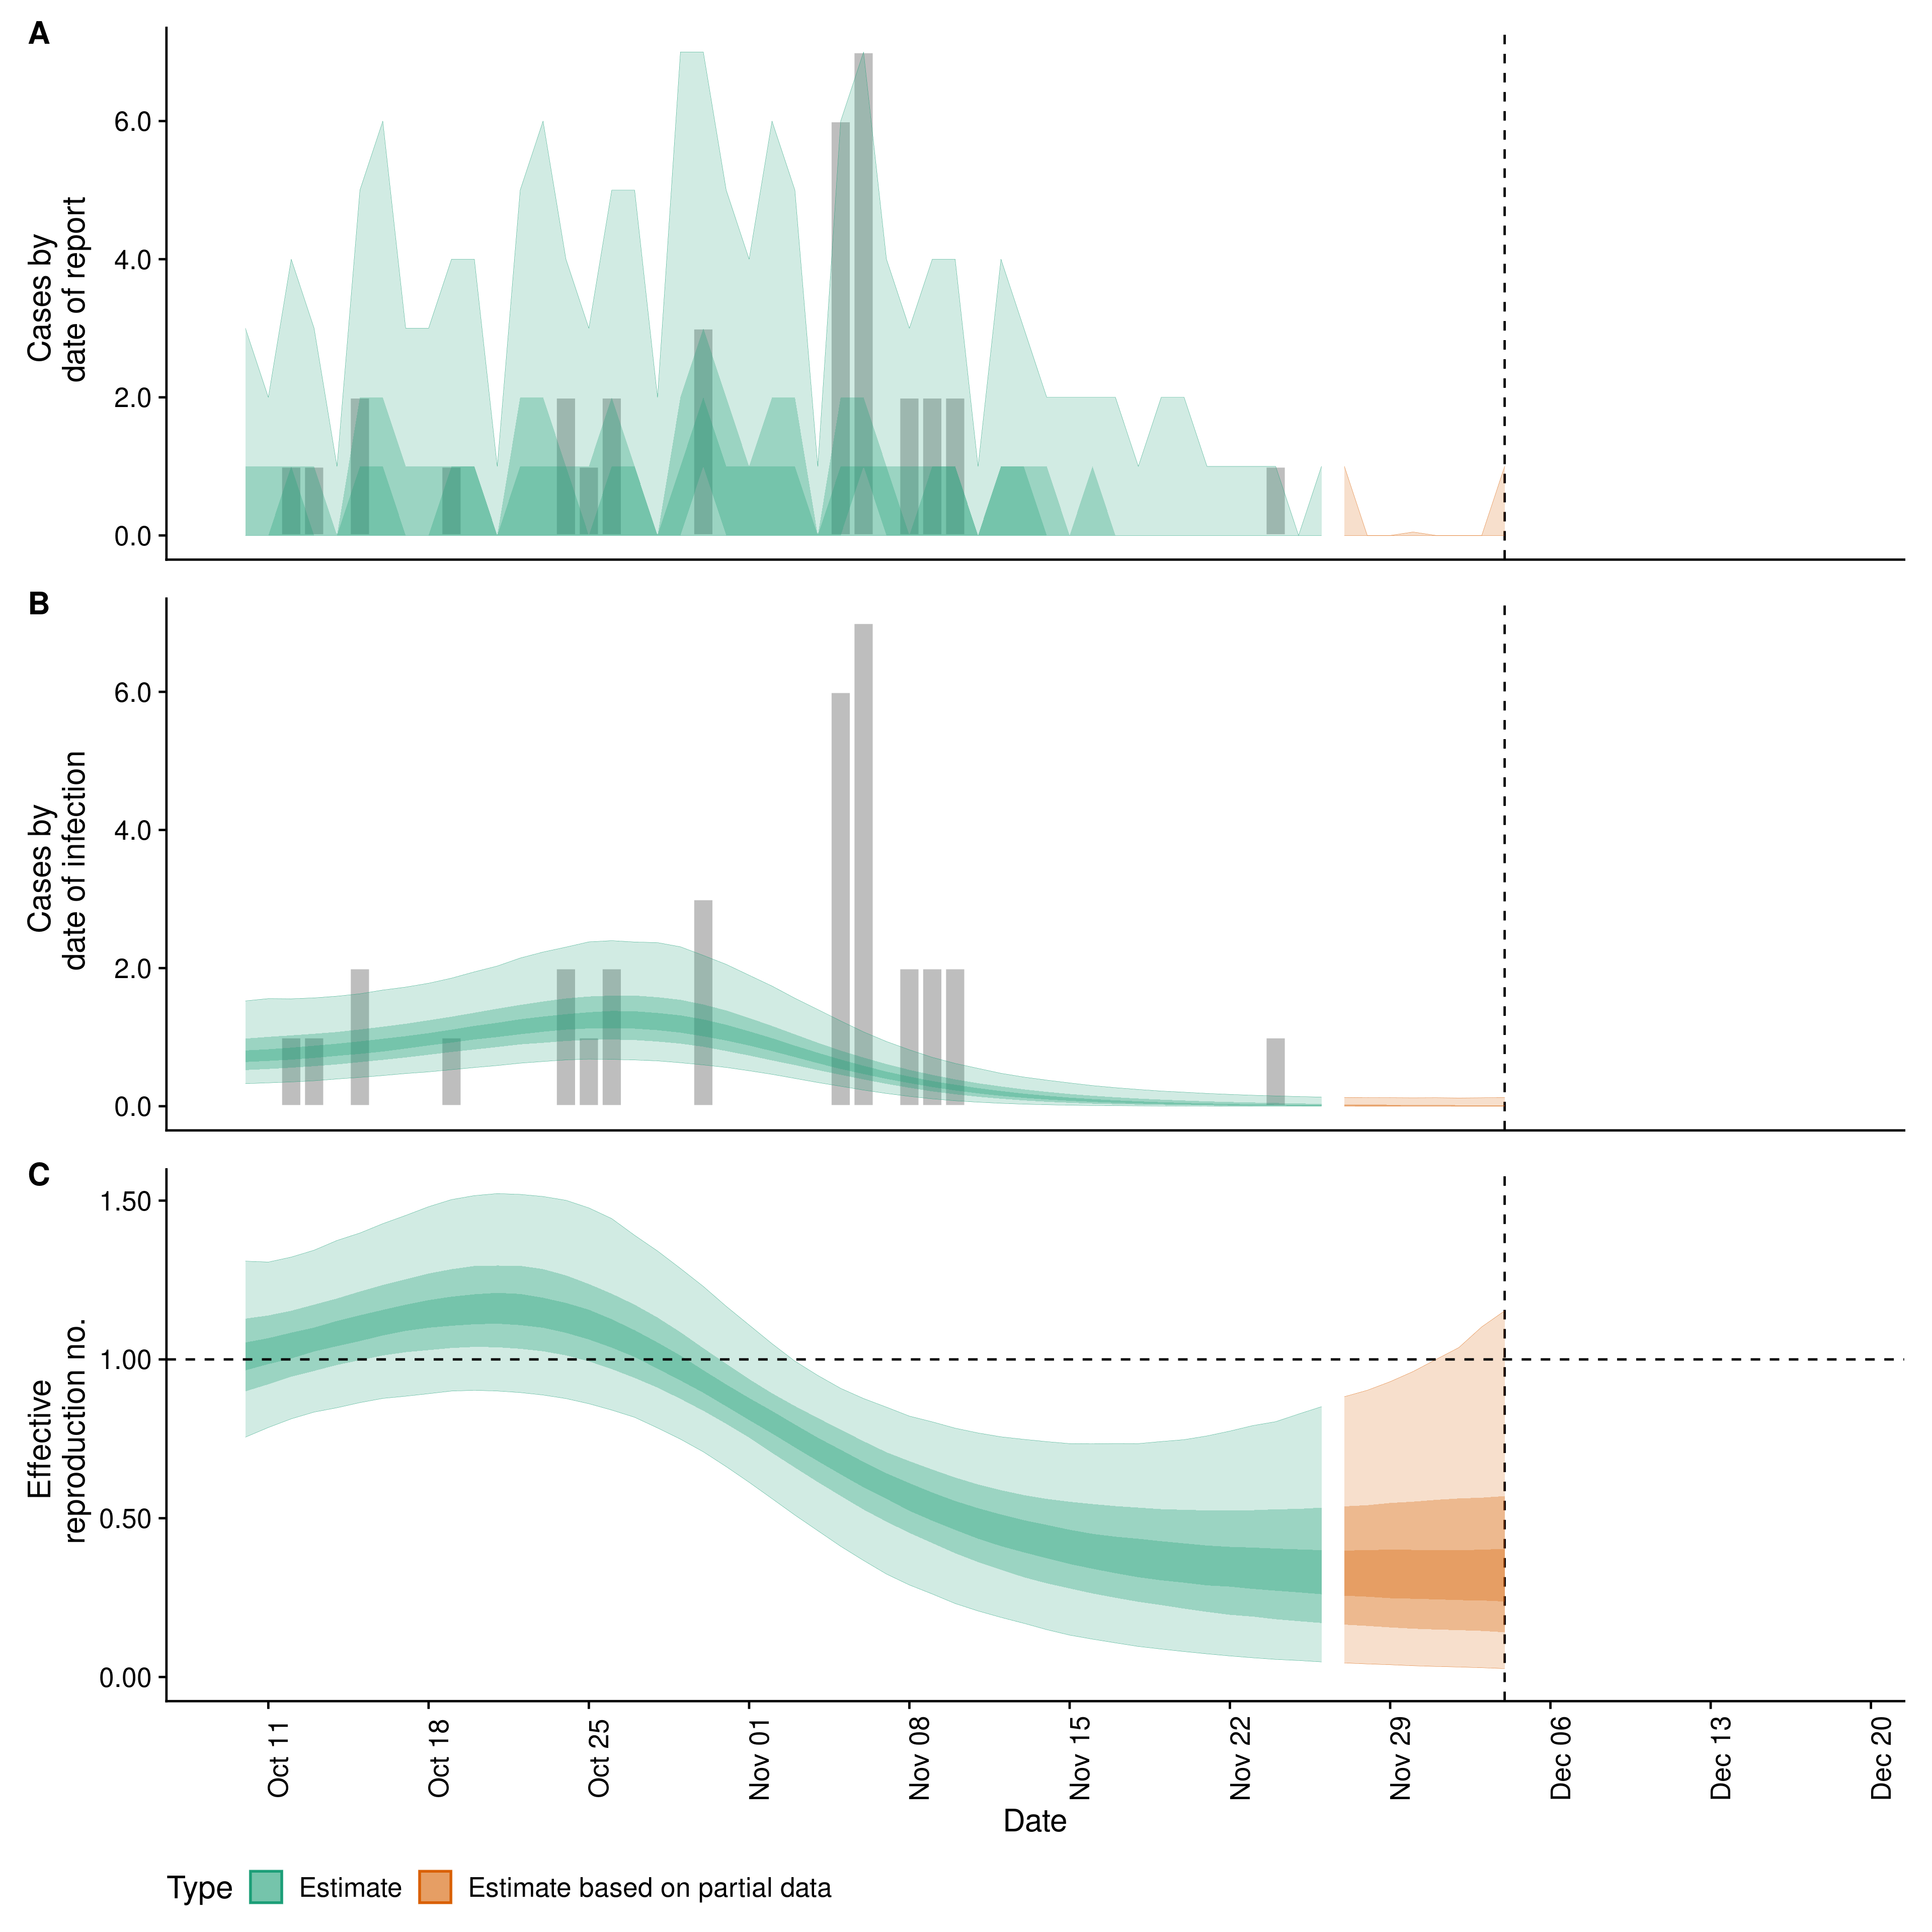 A
Cases by
date of report
6.0
4.0
2.0
0.0
B
Cases by
date of infection
6.0
4.0
2.0
0.0
C
Effective
reproduction no.
1.50
1.00
0.50
0.00
Oct 11
Oct 18
Oct 25
Nov 01
Nov 08
Nov 15
Nov 22
Nov 29
Dec 06
Dec 13
Dec 20
Date
Type Estimate Estimate based on partial data